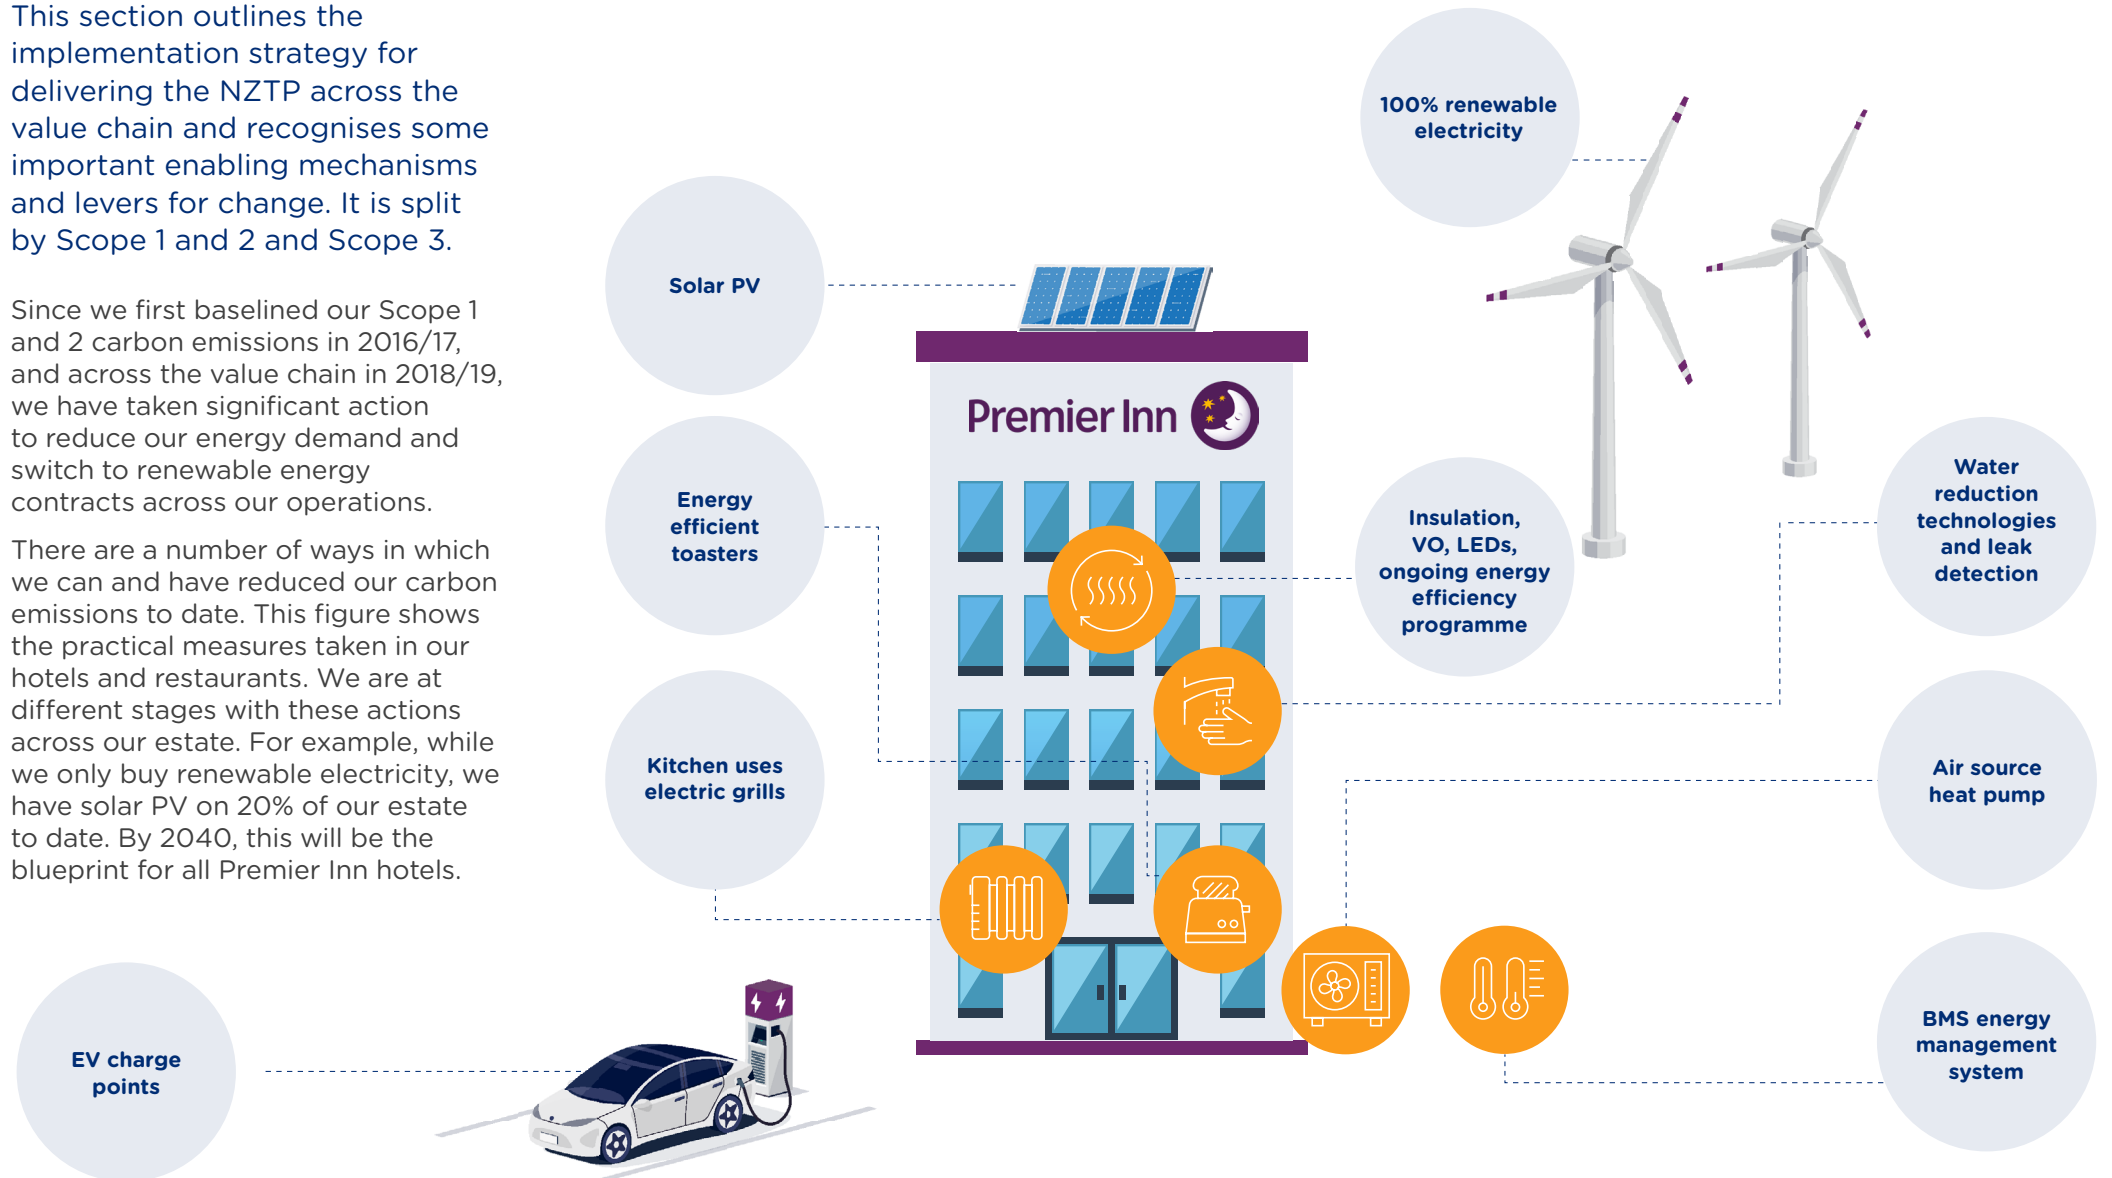 This section outlines the
implementation strategy for
delivering the NZTP across the
value chain and recognises some
important enabling mechanisms
and levers for change. It is split
by Scope 1 and 2 and Scope 3.
Since we first baselined our Scope 1
and 2 carbon emissions in 2016/17,
and across the value chain in 2018/19,
we have taken significant action
to reduce our energy demand and
switch to renewable energy
contracts across our operations.
There are a number of ways in which
we can and have reduced our carbon
emissions to date. This figure shows
the practical measures taken in our
hotels and restaurants. We are at
different stages with these actions
across our estate. For example, while
we only buy renewable electricity, we
have solar PV on 20% of our estate
to date. By 2040, this will be the
blueprint for all Premier Inn hotels.
EV charge
points
Solar PV
Energy
efficient
toasters
Kitchen uses
electric grills
Premier Inn
100% renewable
electricity
Insulation,
VO, LEDs,
ongoing energy
efficiency
programme
Water
reduction
technologies
and leak
detection
Air source
heat pump
BMS energy
management
system